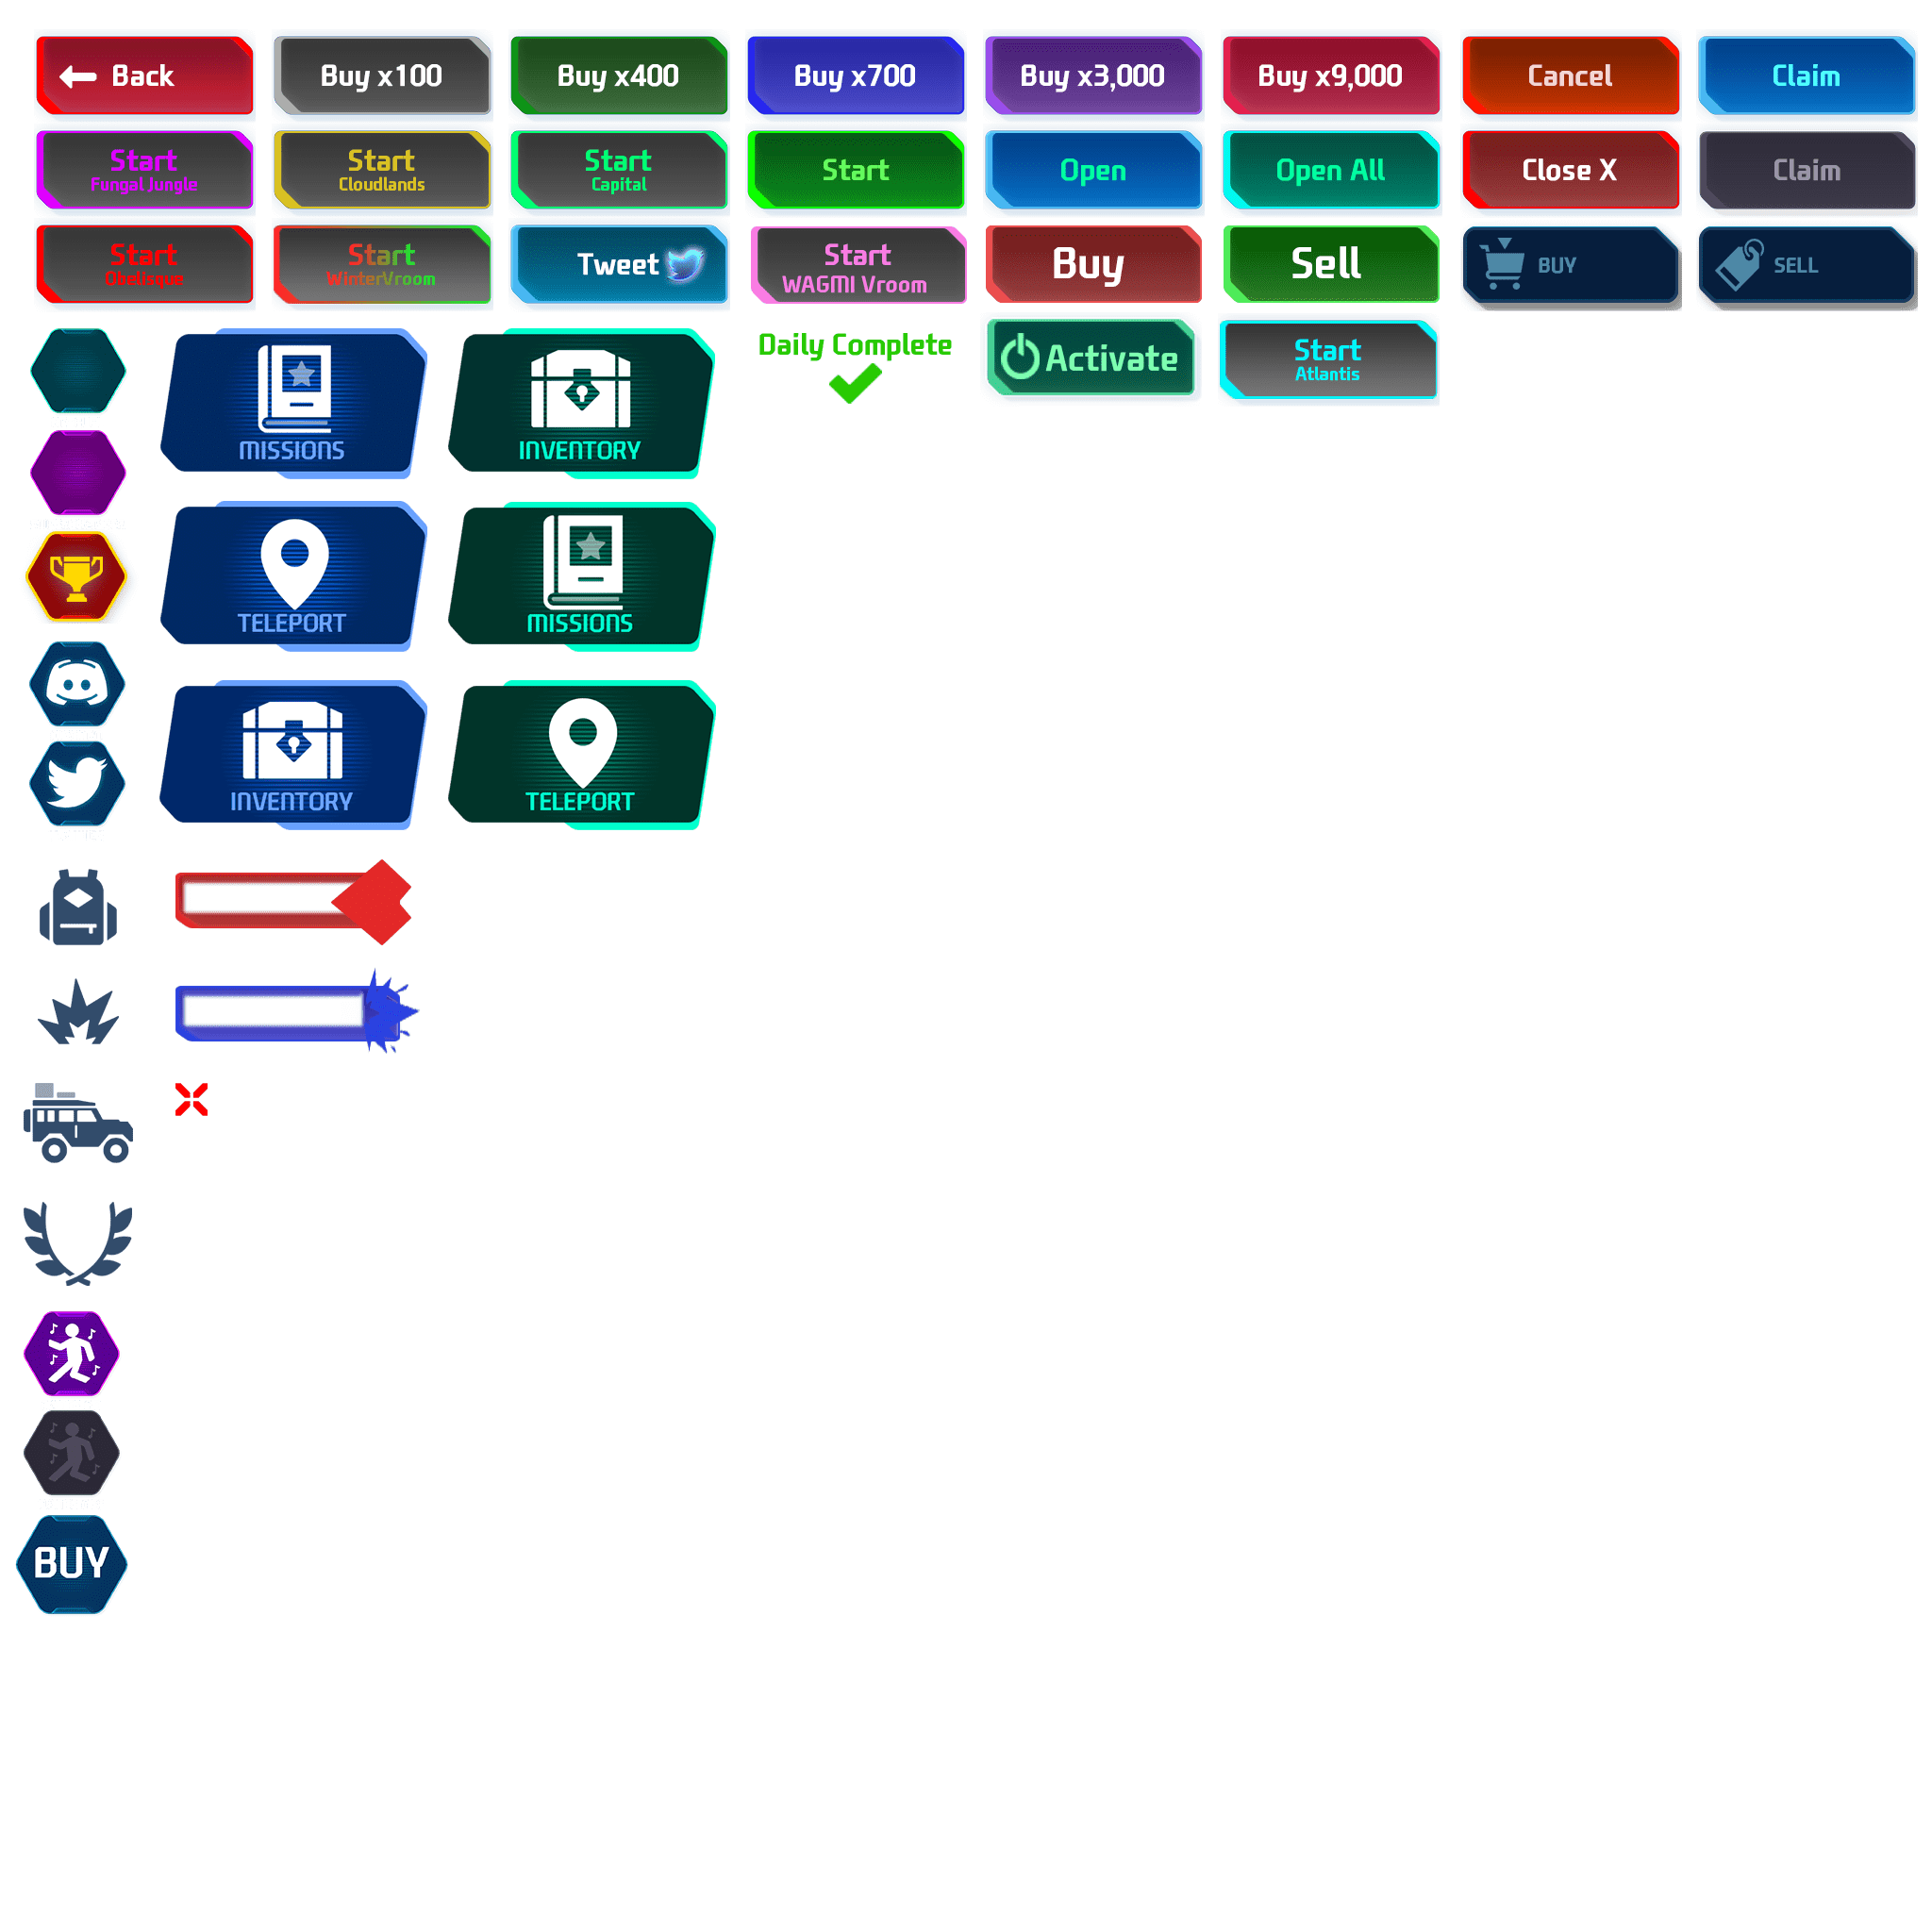 Back
Buy x100
Buy x400
Buy x700
Buy x3,000
Buy x9,000
Cancel
Claim
Start
Fungal Jungle
Start
Cloudlands
Start
Capital
Start
Open
Open All
Close X
Claim
Start
Obelisque
Start
WinterVroom
Tweet
Start
WAGMI Vroom
Buy
Sell
BUY
SELL
MISSIONS
INVENTORY
Daily Complete
Activate
Start
Atlantis
TELEPORT
MISSIONS
INVENTORY
TELEPORT
BUY